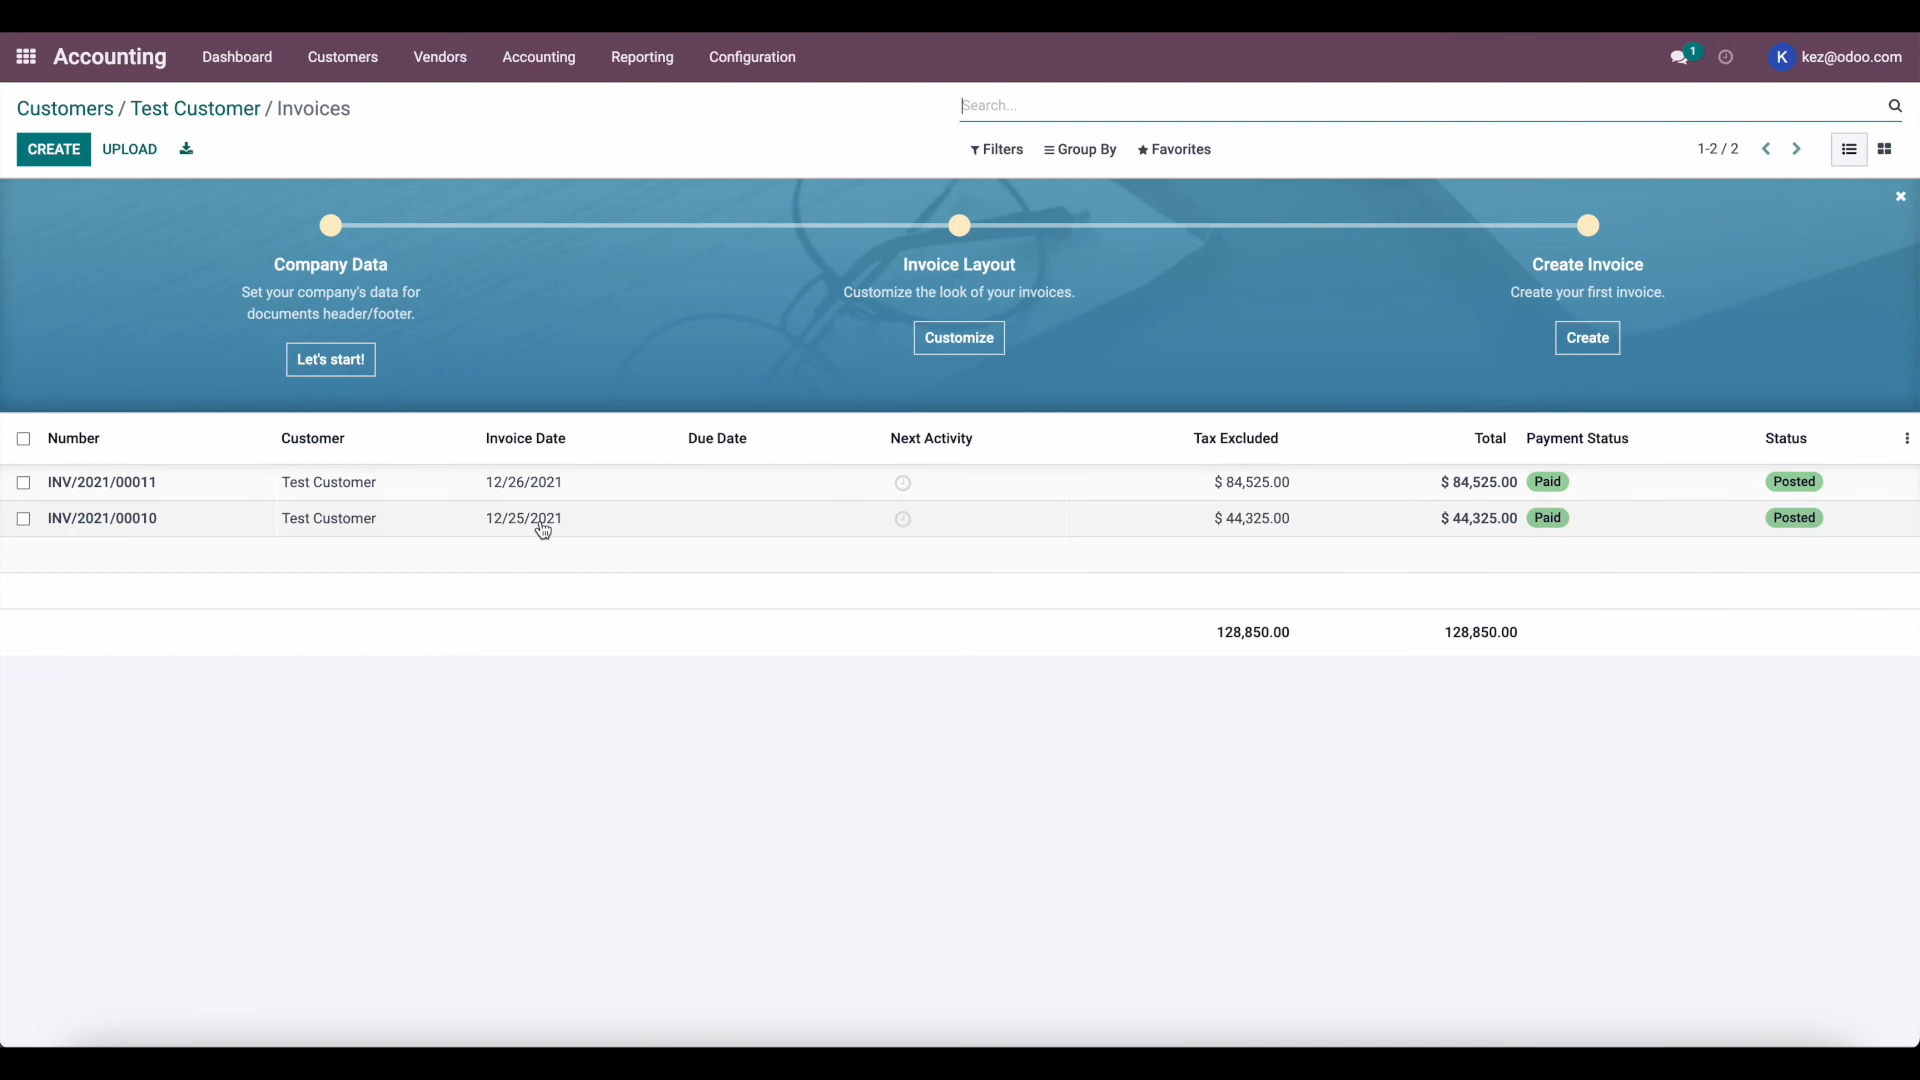 Accounting Dashboard Customers Vendors Accounting Reporting Configuration 1 K kez@odoo.com
Customers / Test Customer / Invoices
Search...
CREATE UPLOAD Filters Group By Favorites 1-2 / 2
Company Data Invoice Layout Create Invoice
Set your company's data for Customize the look of your invoices. Create your first invoice.
documents header/footer.
Customize Create
Let's start!
Number Customer Invoice Date Due Date Next Activity Tax Excluded Total Payment Status Status
INV/2021/00011 Test Customer 12/26/2021 $ 84,525.00 $ 84,525.00 Paid Posted
INV/2021/00010 Test Customer 12/25/2021 $ 44,325.00 $ 44,325.00 Paid Posted
128,850.00 128,850.00